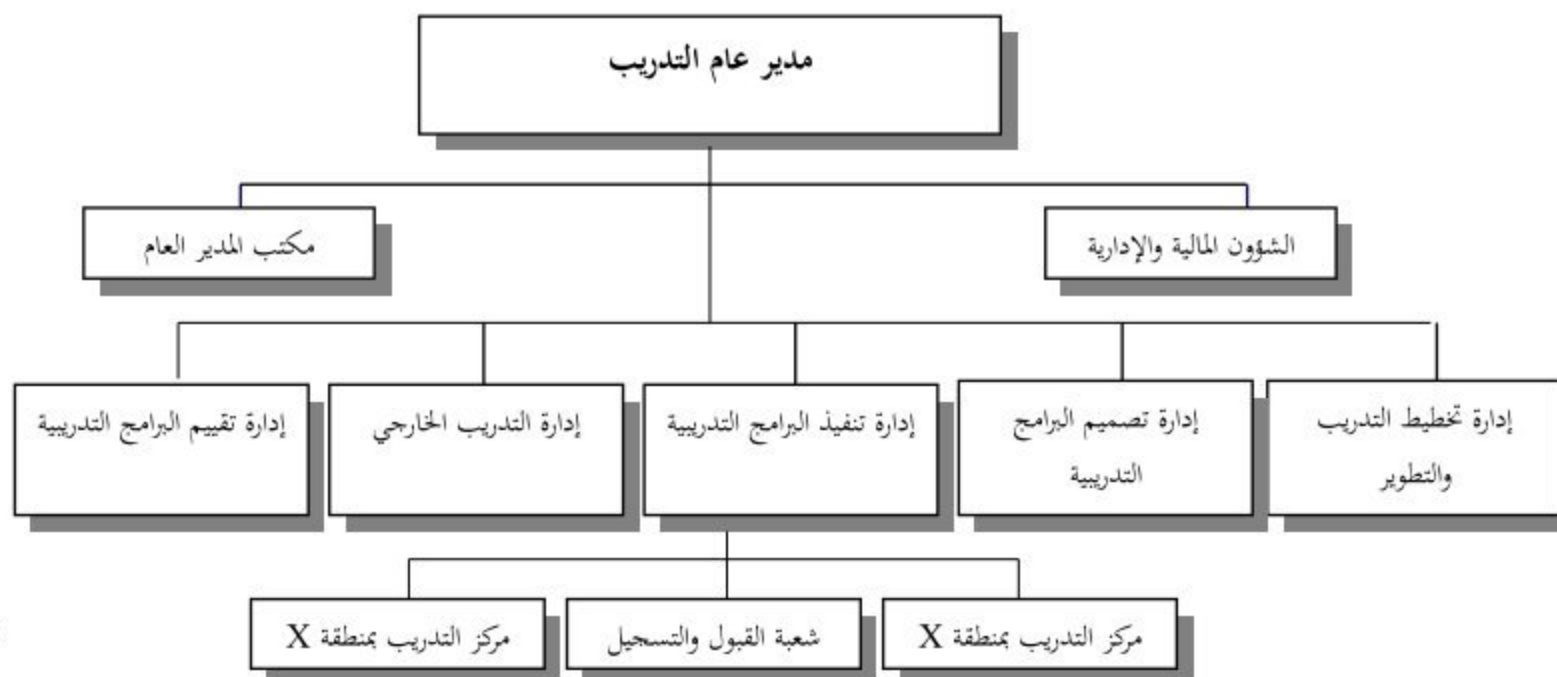 مدير عام التدريب
الشؤون المالية والإدارية
مكتب المدير العام
إدارة تخطيط التدريب
والتطوير
إدارة تصميم البرامج
التدريبية
إدارة تنفيذ البرامج التدريبية
إدارة التدريب الخارجي
إدارة تقييم البرامج التدريبية
مركز التدريب بمنطقة X
شعبة القبول والتسجيل
مركز التدريب بمنطقة X